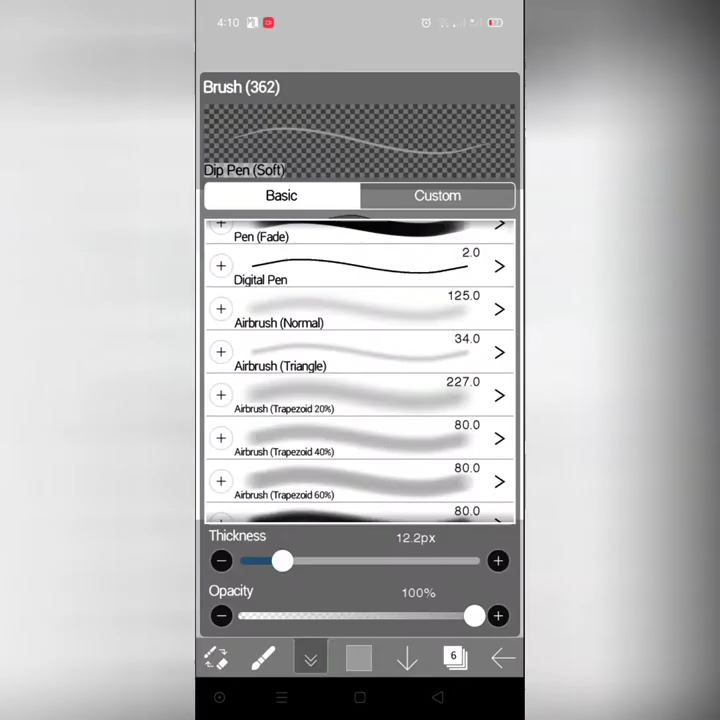 4:10
Brush (362)
Dip Pen (Soft)
Basic
Custom
Pen (Fade)
2.0
Digital Pen
125.0
Airbrush (Normal)
34.0
Airbrush (Triangle)
227.0
Airbrush (Trapezoid 20%)
80.0
Airbrush (Trapezoid 40%)
80.0
Airbrush (Trapezoid 60%)
80.0
Thickness
12.2px
Opacity
100%
6